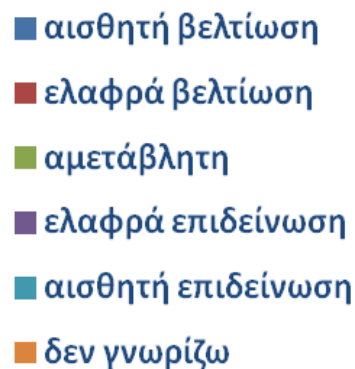 αισθητή βελτίωση
ελαφρά βελτίωση
αμετάβλητη
ελαφρά επιδείνωση
αισθητή επιδείνωση
δεν γνωρίζω